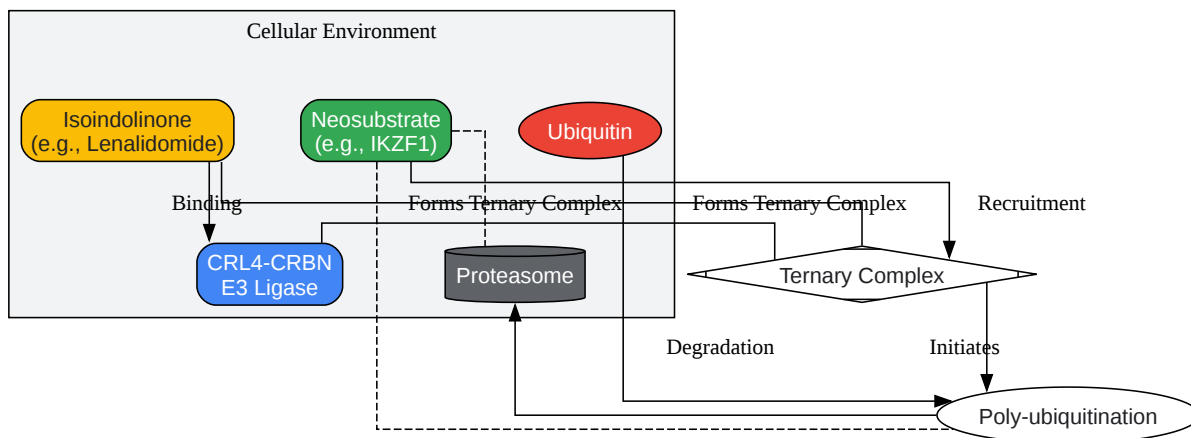 Cellular Environment
Isoindolinone
(e.g., Lenalidomide)
Neosubstrate
(e.g., IKZF1)
Ubiquitin
Binding
Forms Ternary Complex
Forms Ternary Complex
Recruitment
CRL4-CRBN
E3 Ligase
Proteasome
Ternary Complex
Degradation
Initiates
Poly-ubiquitination